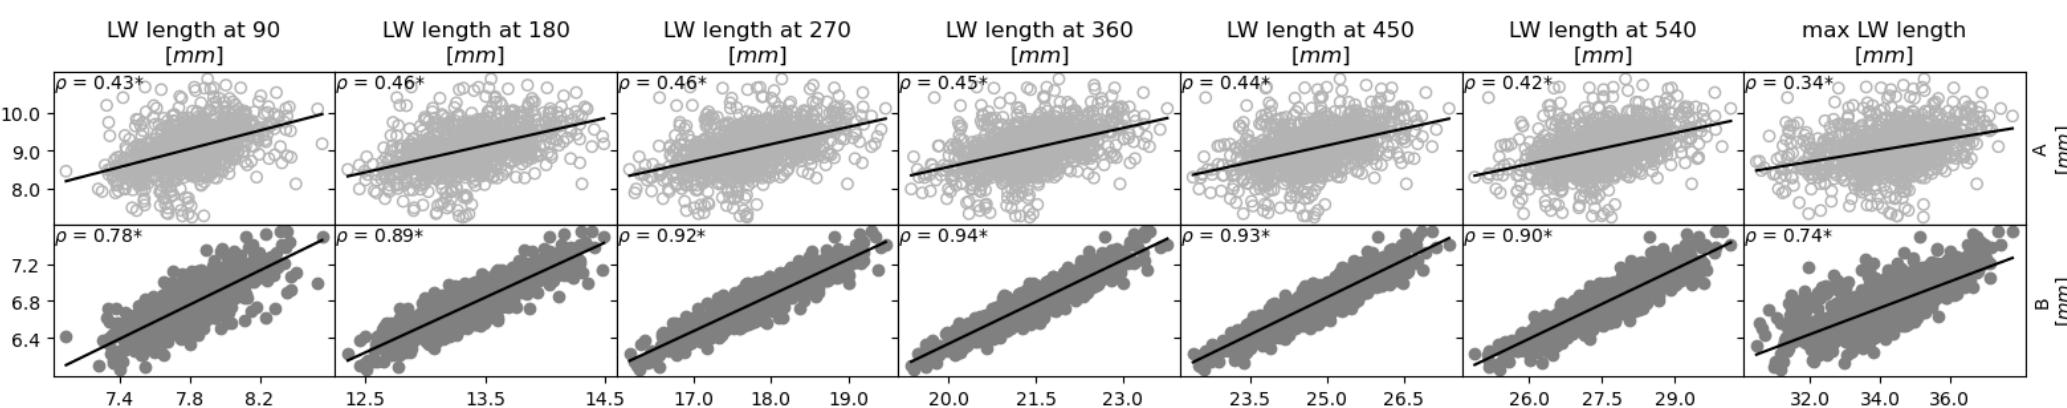 LW length at 90 LW length at 180 LW length at 270 LW length at 360 LW length at 450 LW length at 540 max LW length
[mm] [mm] [mm] [mm] [mm] [mm] [mm]
ρ = 0.43* ρ = 0.46* ρ = 0.46* ρ = 0.45* ρ = 0.44* ρ = 0.42* ρ = 0.34*
10.0
9.0
8.0
A
[mm]
ρ = 0.78* ρ = 0.89* ρ = 0.92* ρ = 0.94* ρ = 0.93* ρ = 0.90* ρ = 0.74*
7.2
6.8
6.4
B
[mm]
7.4 7.8 8.2 12.5 13.5 14.5 17.0 18.0 19.0 20.0 21.5 23.0 23.5 25.0 26.5 26.0 27.5 29.0 32.0 34.0 36.0